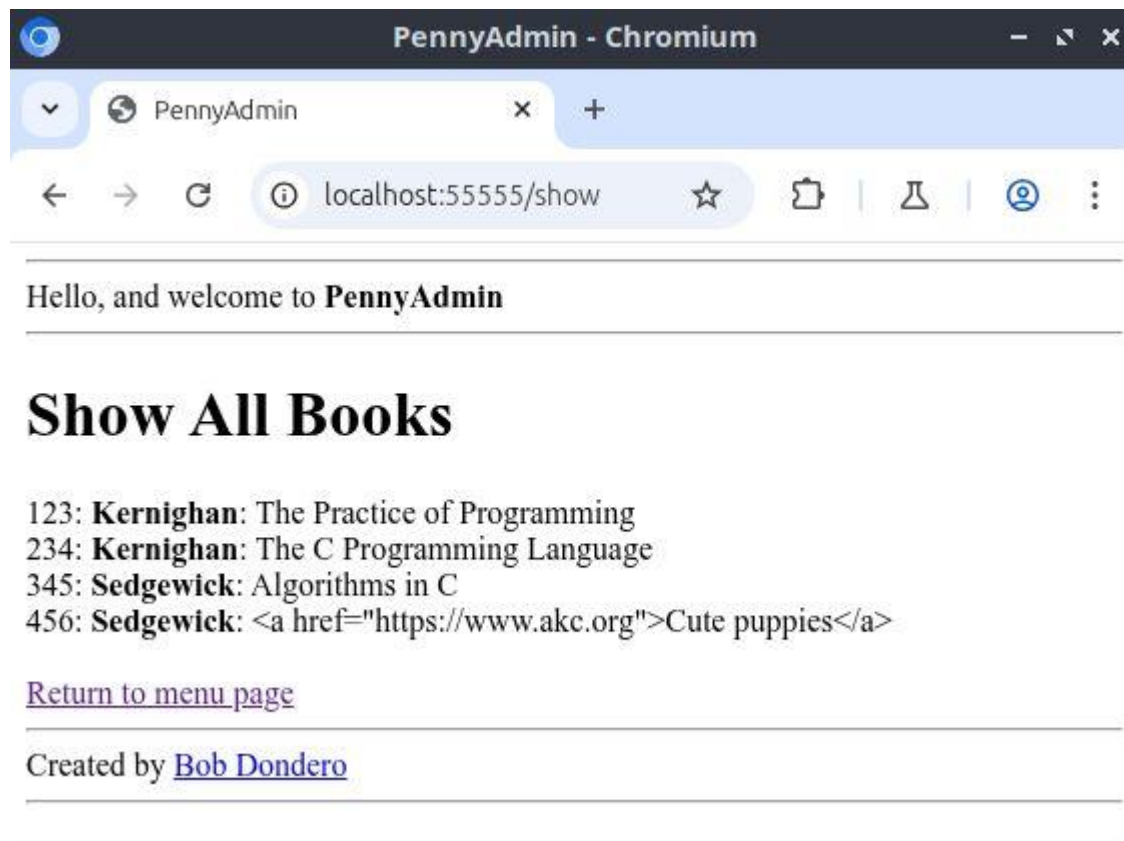 PennyAdmin - Chromium
PennyAdmin
localhost:55555/show
Hello, and welcome to PennyAdmin
Show All Books
123: Kernighan: The Practice of Programming
234: Kernighan: The C Programming Language
345: Sedgewick: Algorithms in C
456: Sedgewick: <a href="https://www.akc.org">Cute puppies</a>
Return to menu page
Created by Bob Dondero